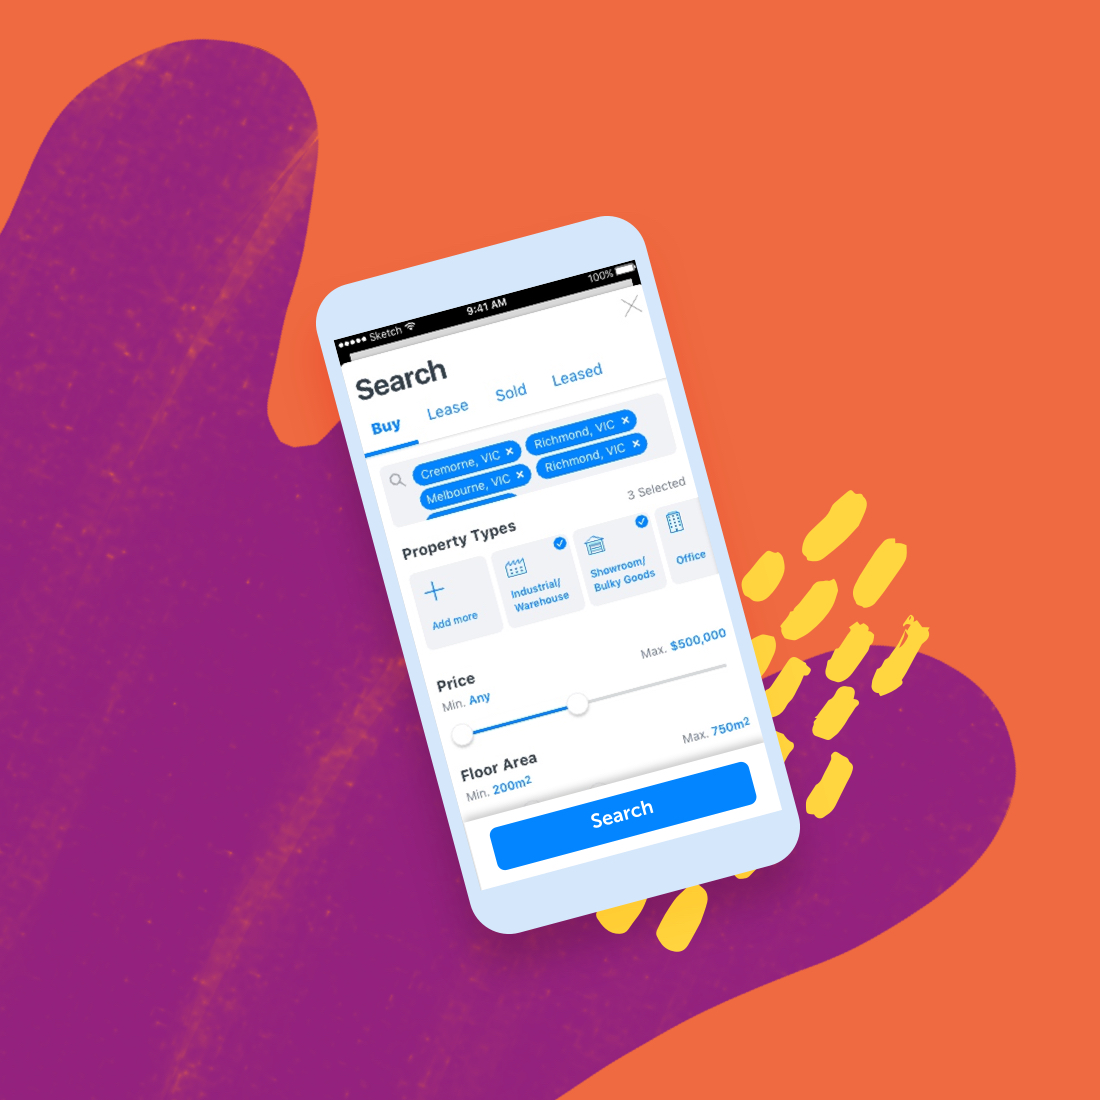 Sketch 9:41 AM 100%
Search
Buy Lease Sold Leased
Cremorne, VIC × Richmond, VIC ×
Melbourne, VIC × Richmond, VIC ×
Property Types 3 Selected
Add more
Industrial/
Warehouse
Showroom/
Bulky Goods
Office
Price
Min. Any Max. $500,000
Floor Area
Min. 200m² Max. 750m²
Search